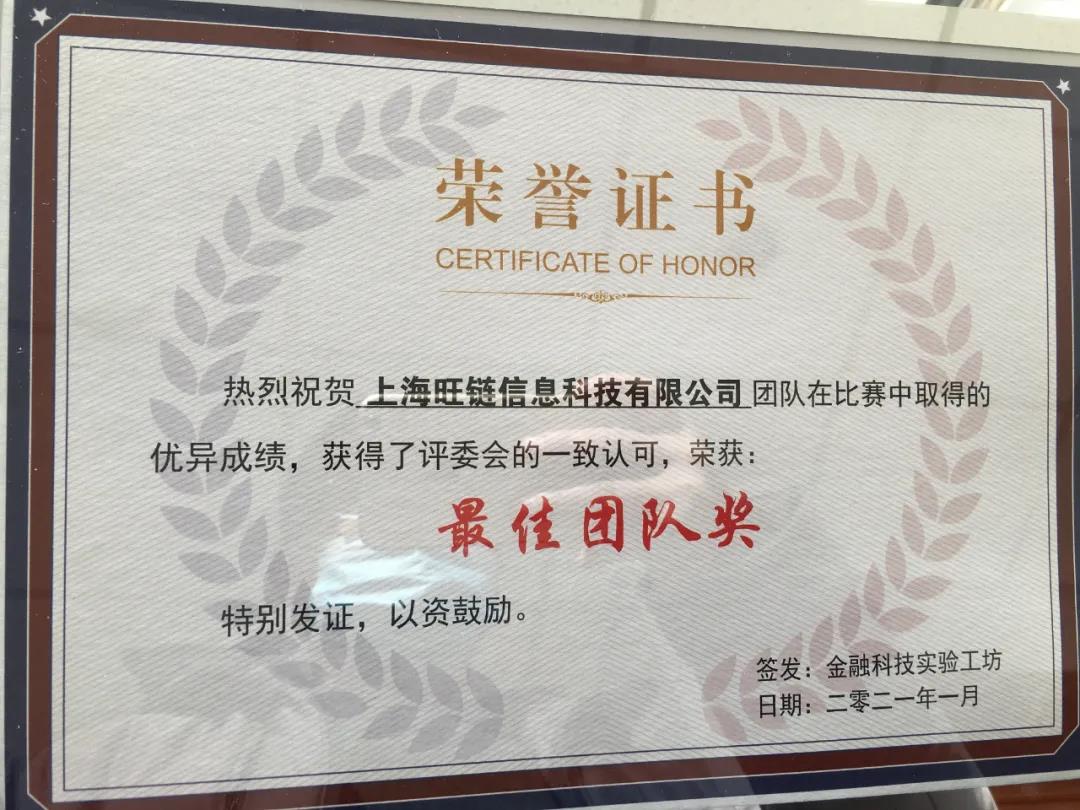 荣誉证书
CERTIFICATE OF HONOR
热烈祝贺 上海旺链信息科技有限公司 团队在比赛中取得的
优异成绩，获得了评委会的一致认可，荣获：
最佳团队奖
特别发证，以资鼓励。
签发：金融科技实验工坊
日期：二零二一年一月